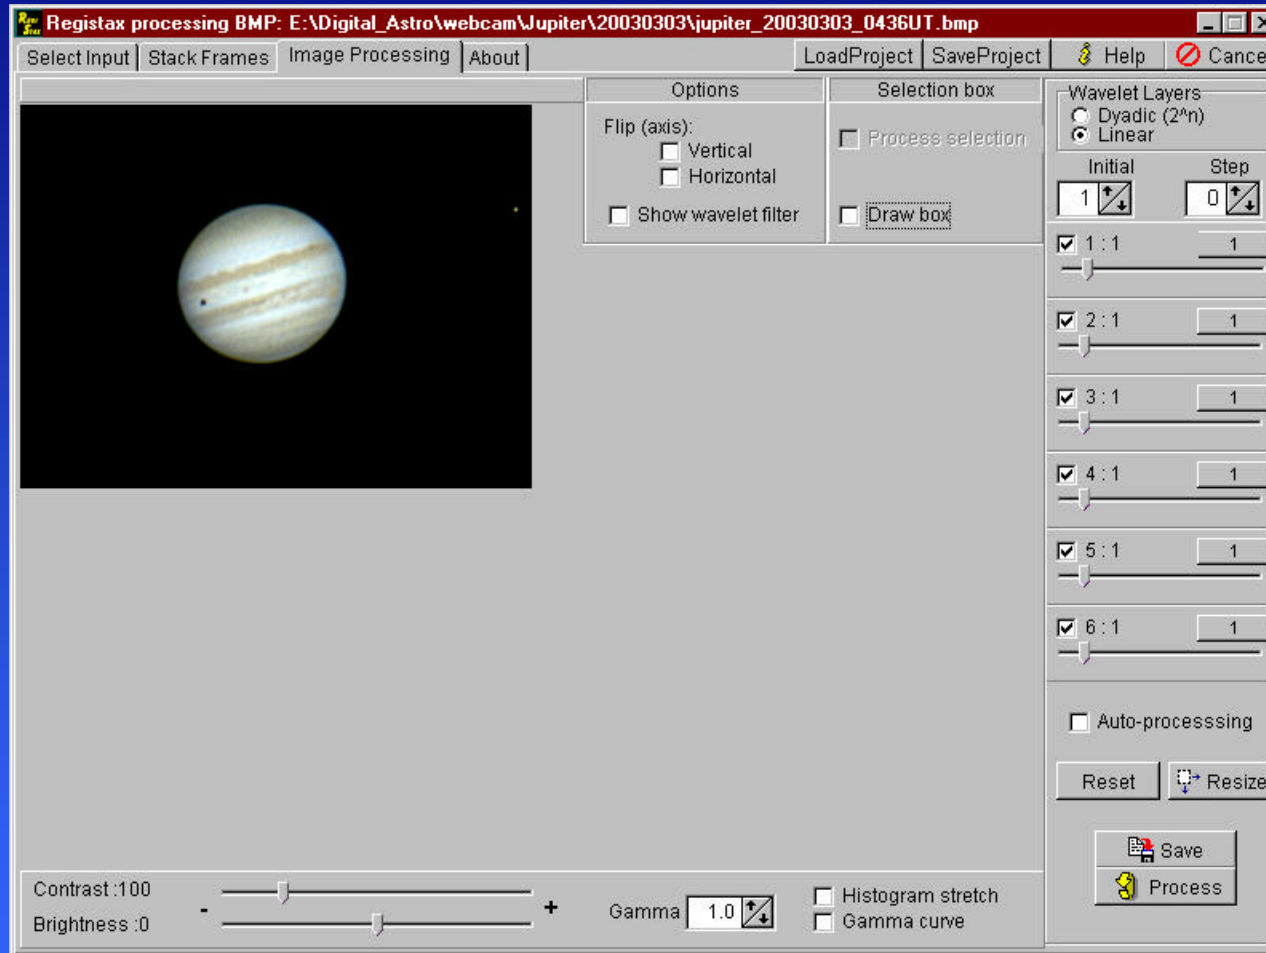 Registax processing BMP: E:\Digital_Astro\webcam\Jupiter\20030303\jupiter_20030303_0436UT.bmp
Select Input Stack Frames Image Processing About LoadProject SaveProject Help Cance
Options
Flip (axis):
Vertical
Horizontal
Show wavelet filter
Selection box
Process selection
Draw box
Wavelet Layers
Dyadic (2^n)
Linear
Initial Step
1 0
1 : 1 1
2 : 1 1
3 : 1 1
4 : 1 1
5 : 1 1
6 : 1 1
Auto-processsing
Reset Resize
Save
Process
Contrast :100
Brightness :0
- +
Gamma 1.0
Histogram stretch
Gamma curve